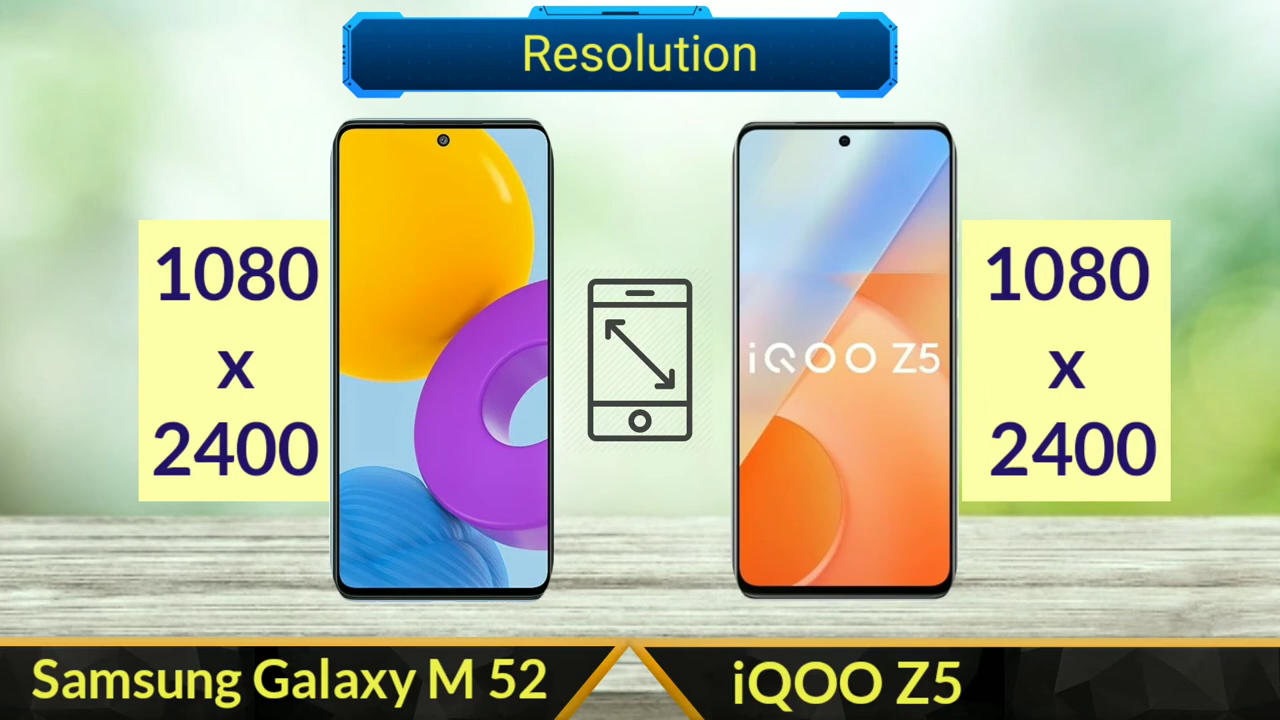 Resolution
1080
x
2400
iQOO Z5
1080
x
2400
Samsung Galaxy M 52
iQOO Z5